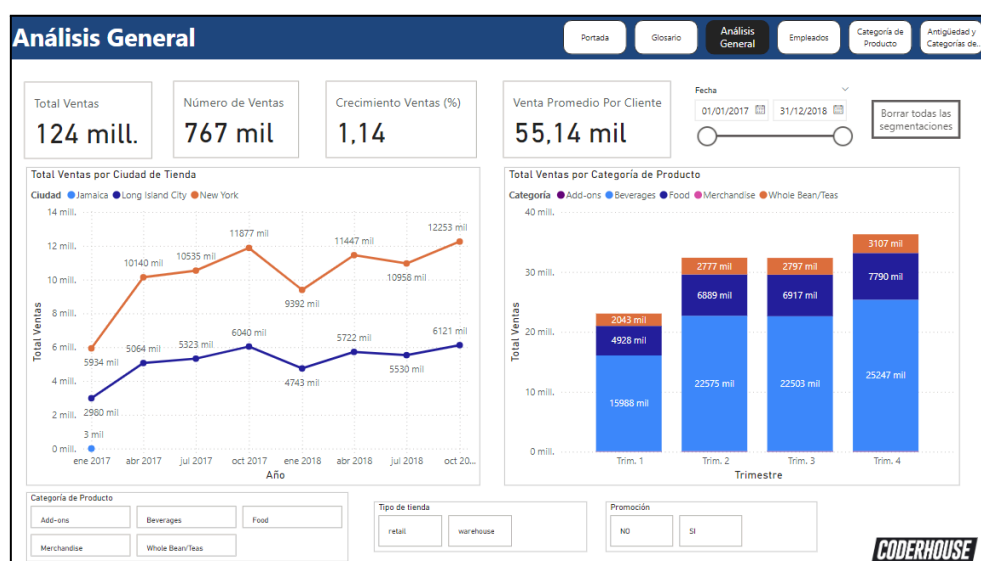 Análisis General
Portada
Glosario
Análisis
General
Empleados
Categoría de
Producto
Antigüedad y
Categorías de..
Total Ventas
124 mill.
Número de Ventas
767 mil
Crecimiento Ventas (%)
1,14
Venta Promedio Por Cliente
55,14 mil
Fecha
01/01/2017
31/12/2018
Borrar todas las
segmentaciones
Total Ventas por Ciudad de Tienda
Ciudad Jamaica Long Island City New York
14 mill.
12 mill.
10 mill.
8 mill.
6 mill.
4 mill.
2 mill.
0 mill.
Total Ventas
5934 mil
10140 mil
10535 mil
11877 mil
9392 mil
11447 mil
10958 mil
12253 mil
2980 mil
5064 mil
5323 mil
6040 mil
4743 mil
5722 mil
5530 mil
6121 mil
3 mil
ene 2017 abr 2017 jul 2017 oct 2017 ene 2018 abr 2018 jul 2018 oct 20...
Año
Total Ventas por Categoría de Producto
Categoría Add-ons Beverages Food Merchandise Whole Bean/Teas
40 mill.
30 mill.
20 mill.
10 mill.
0 mill.
Total Ventas
2043 mil
4928 mil
15988 mil
2777 mil
6889 mil
22575 mil
2797 mil
6917 mil
22503 mil
3107 mil
7790 mil
25247 mil
Trim. 1 Trim. 2 Trim. 3 Trim. 4
Trimestre
Categoría de Producto
Add-ons
Beverages
Food
Merchandise
Whole Bean/Teas
Tipo de tienda
retail
warehouse
Promoción
NO
SI
CODERHOUSE